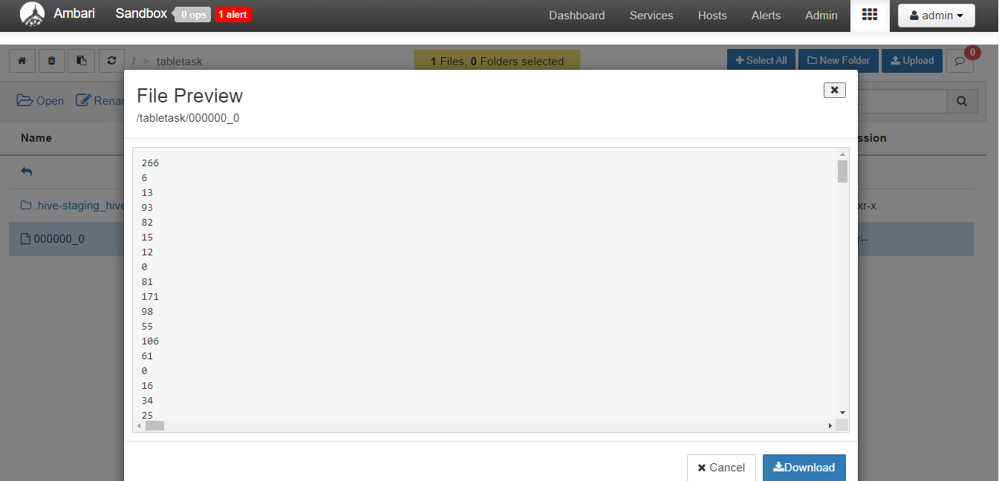 Ambari Sandbox 0 ops 1 alert Dashboard Services Hosts Alerts Admin admin
/ > tabletask 1 Files, 0 Folders selected Select All New Folder Upload 0
File Preview
/tabletask/000000_0
Open Renam
Name ssion
266
6
13
93
82
15
12
0
81
171
98
55
106
61
0
16
34
25
.hive-staging_hive xr-x
000000_0 r--
Cancel Download